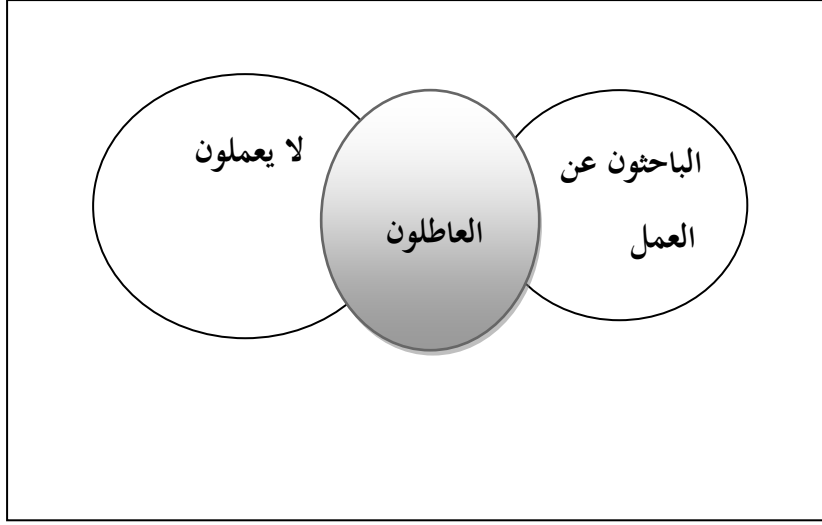 الباحثون عن
العمل
العاطلون
لا يعملون